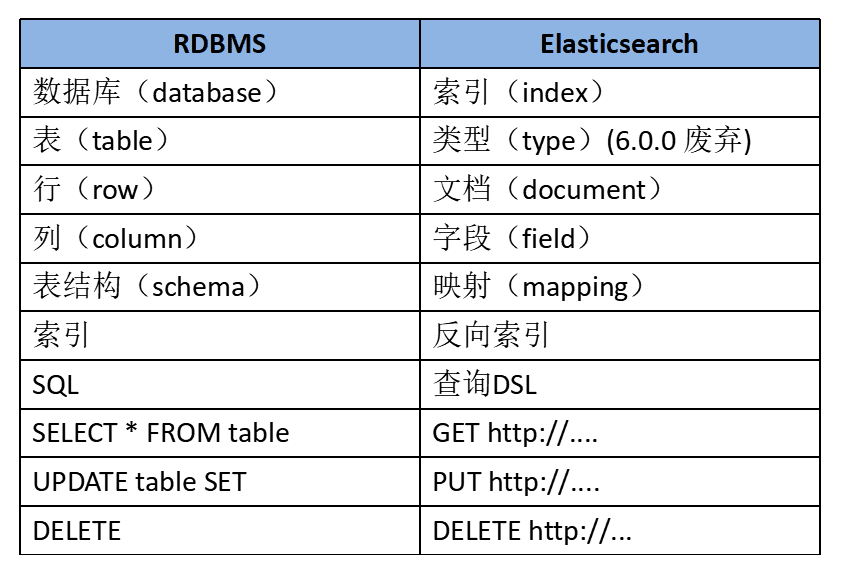 RDBMS Elasticsearch
数据库（database） 索引（index）
表（table） 类型（type）(6.0.0 废弃)
行（row） 文档（document）
列（column） 字段（field）
表结构（schema） 映射（mapping）
索引 反向索引
SQL 查询DSL
SELECT * FROM table GET http://....
UPDATE table SET PUT http://....
DELETE DELETE http://...